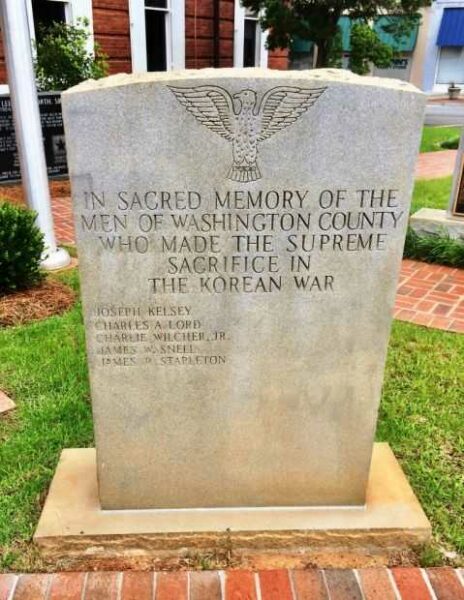 IN SACRED MEMORY OF THE
MEN OF WASHINGTON COUNTY
WHO MADE THE SUPREME
SACRIFICE IN
THE KOREAN WAR
JOSEPH KELSEY
CHARLES A. LORD
CHARLIE WILCHER, JR.
JAMES W. SNELL
JAMES R. STAPLETON